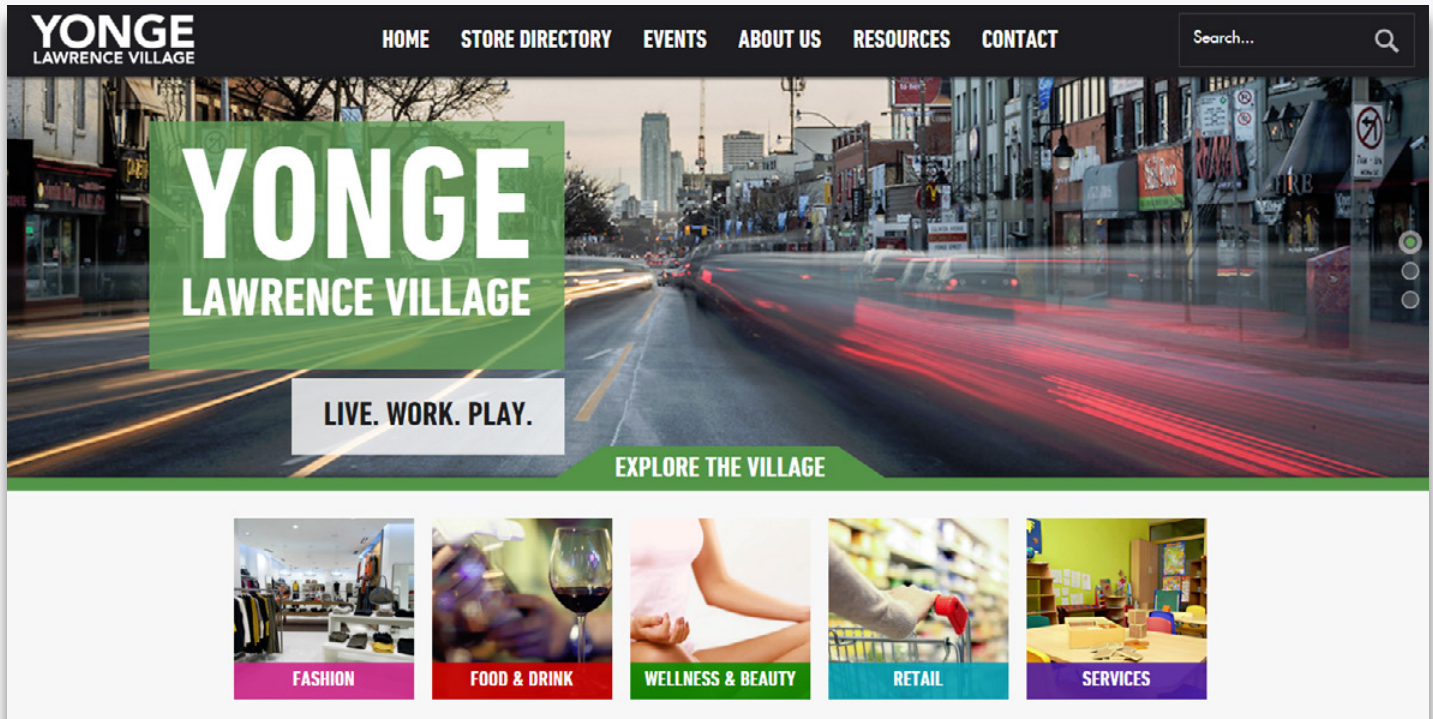 YONGE
LAWRENCE VILLAGE
HOME STORE DIRECTORY EVENTS ABOUT US RESOURCES CONTACT
Search...
YONGE
LAWRENCE VILLAGE
LIVE. WORK. PLAY.
EXPLORE THE VILLAGE
FASHION FOOD & DRINK WELLNESS & BEAUTY RETAIL SERVICES